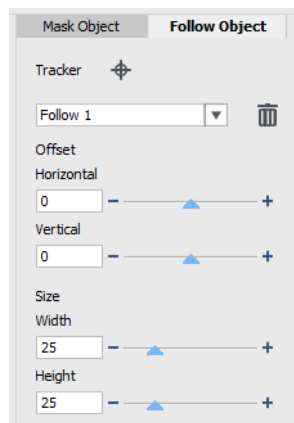 Mask Object Follow Object
Tracker
Follow 1
Offset
Horizontal
0
Vertical
0
Size
Width
25
Height
25